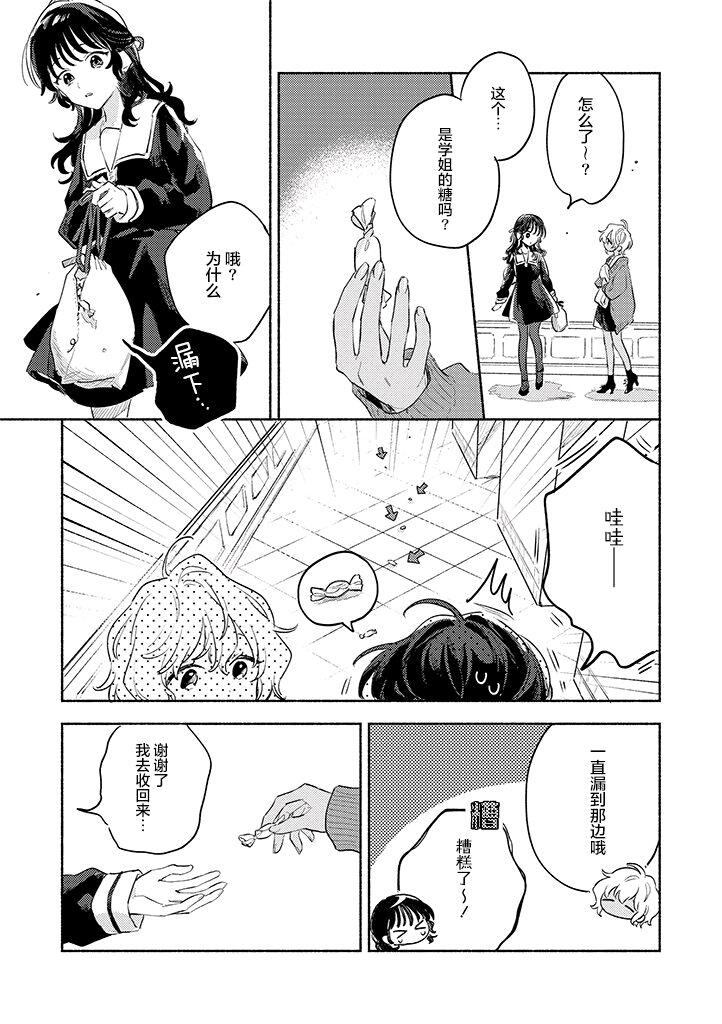 怎么了～？
这个…
是学姐的糖吗？
哦？
为什么
漏下…
哇哇——
一直漏到那边哦
糟糕了～！
谢谢了
我去收回来…